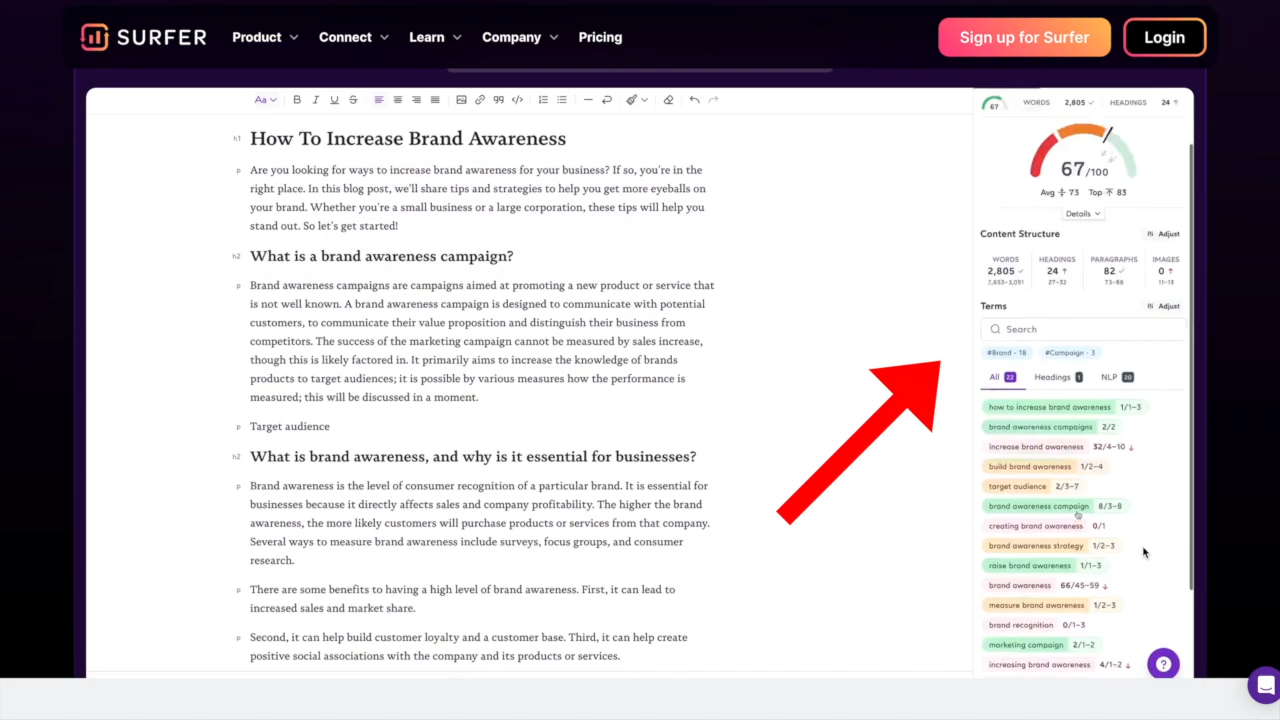 SURFER
Product
Connect
Learn
Company
Pricing
Sign up for Surfer
Login
Aa
B
I
U
S
67
WORDS
2,805
HEADINGS
24
h1
How To Increase Brand Awareness
p
Are you looking for ways to increase brand awareness for your business? If so, you're in the
right place. In this blog post, we'll share tips and strategies to help you get more eyeballs on
your brand. Whether you're a small business or a large corporation, these tips will help you
stand out. So let's get started!
h2
What is a brand awareness campaign?
p
Brand awareness campaigns are campaigns aimed at promoting a new product or service that
is not well known. A brand awareness campaign is designed to communicate with potential
customers, to communicate their value proposition and distinguish their business from
competitors. The success of the marketing campaign cannot be measured by sales increase,
though this is likely factored in. It primarily aims to increase the knowledge of brands
products to target audiences; it is possible by various measures how the performance is
measured; this will be discussed in a moment.
p
Target audience
h2
What is brand awareness, and why is it essential for businesses?
p
Brand awareness is the level of consumer recognition of a particular brand. It is essential for
businesses because it directly affects sales and company profitability. The higher the brand
awareness, the more likely customers will purchase products or services from that company.
Several ways to measure brand awareness include surveys, focus groups, and consumer
research.
p
There are some benefits to having a high level of brand awareness. First, it can lead to
increased sales and market share.
p
Second, it can help build customer loyalty and a customer base. Third, it can help create
positive social associations with the company and its products or services.
67/100
Avg 73 Top 83
Details
Content Structure
Adjust
WORDS
2,805
2,653–3,051
HEADINGS
24
27–32
PARAGRAPHS
82
73–88
IMAGES
0
11–13
Terms
Adjust
Search
#Brand - 18
#Campaign - 3
All 22
Headings 1
NLP 20
how to increase brand awareness 1/1–3
brand awareness campaigns 2/2
increase brand awareness 32/4–10
build brand awareness 1/2–4
target audience 2/3–7
brand awareness campaign 8/3–8
creating brand awareness 0/1
brand awareness strategy 1/2–3
raise brand awareness 1/1–3
brand awareness 66/45–59
measure brand awareness 1/2–3
brand recognition 0/1–3
marketing campaign 2/1–2
increasing brand awareness 4/1–2
?